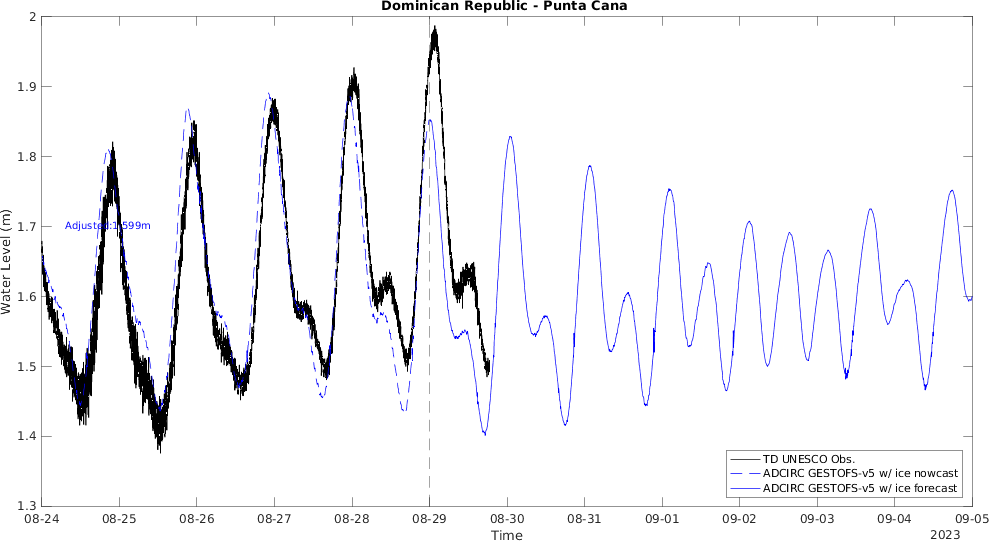 Dominican Republic - Punta Cana
Water Level (m)
2
1.9
1.8
1.7
1.6
1.5
1.4
1.3
Adjusted:1.599m
TD UNESCO Obs.
ADCIRC GESTOFS-v5 w/ ice nowcast
ADCIRC GESTOFS-v5 w/ ice forecast
08-24 08-25 08-26 08-27 08-28 08-29 08-30 08-31 09-01 09-02 09-03 09-04 09-05
Time
2023